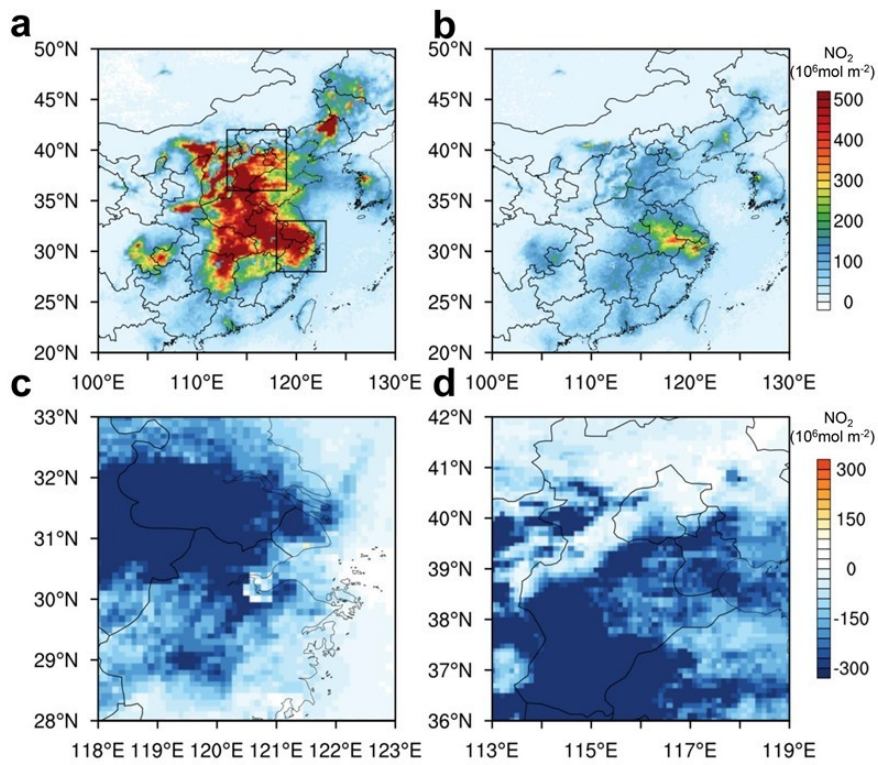 a
b
50°N
45°N
40°N
35°N
30°N
25°N
20°N
100°E
110°E
120°E
130°E
50°N
45°N
40°N
35°N
30°N
25°N
20°N
100°E
115°E
120°E
130°E
NO₂
(10⁶mol m⁻²)
500
400
300
200
100
0
c
d
33°N
32°N
31°N
30°N
29°N
28°N
118°E
119°E
120°E
121°E
122°E
123°E
42°N
41°N
40°N
39°N
38°N
37°N
36°N
113°E
115°E
117°E
119°E
NO₂
(10⁶mol m⁻²)
300
150
0
-150
-300